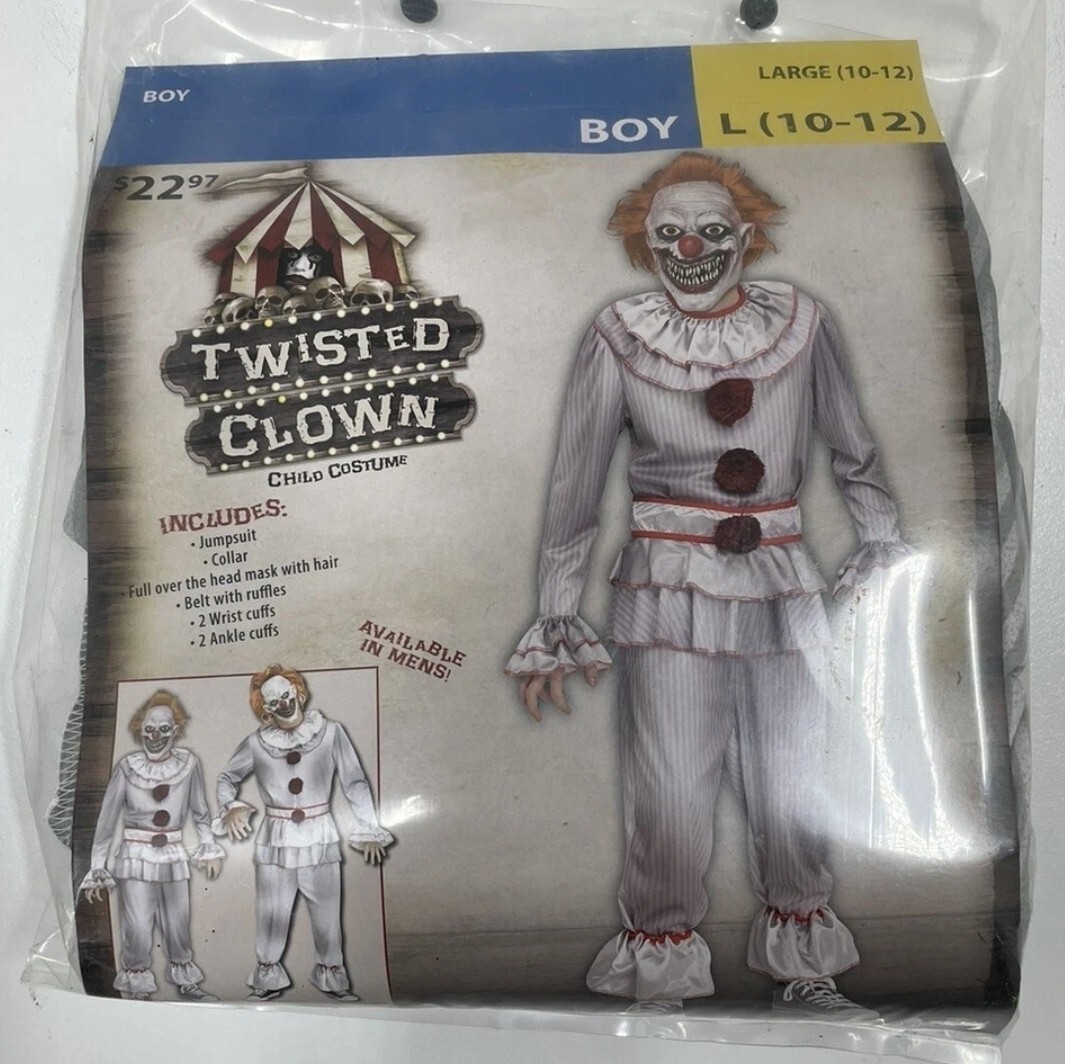 BOY
LARGE (10-12)
BOY
L (10-12)
$22 97
TWISTED
CLOWN
CHILD COSTUME
INCLUDES:
• Jumpsuit
• Collar
• Full over the head mask with hair
• Belt with ruffles
• 2 Wrist cuffs
• 2 Ankle cuffs
AVAILABLE
IN MENS!